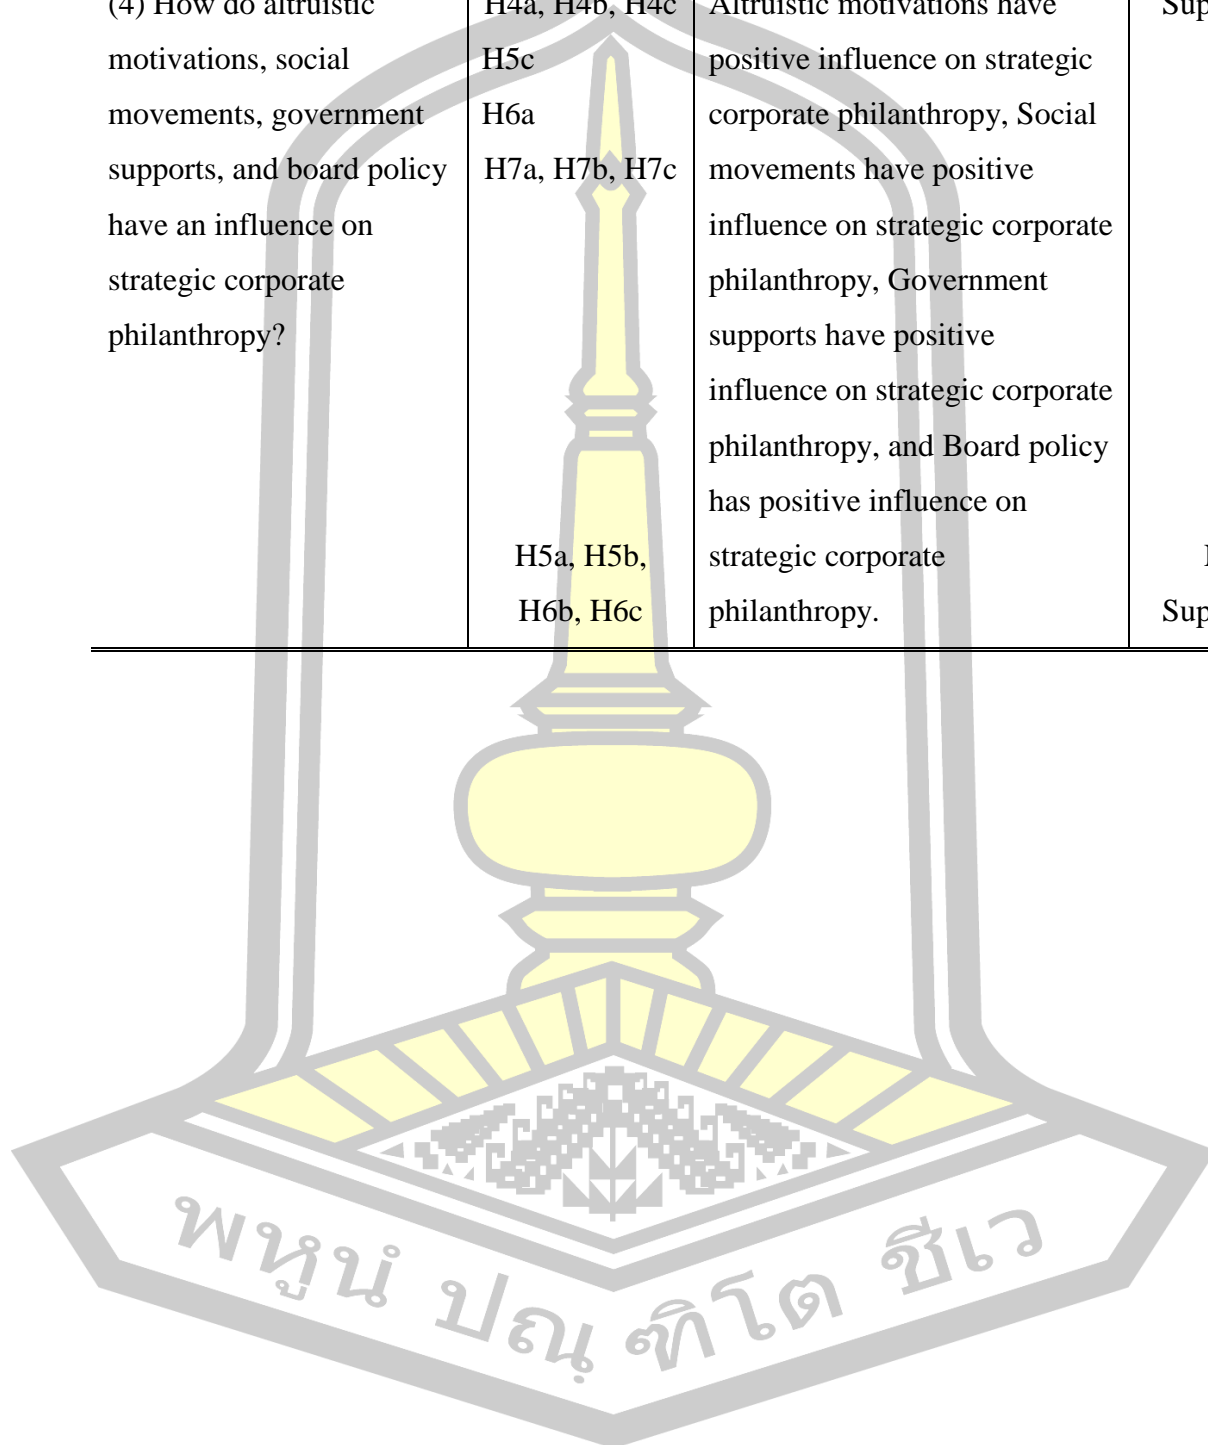 (4) How do altruistic
motivations, social
movements, government
supports, and board policy
have an influence on
strategic corporate
philanthropy?
H4a, H4b, H4c
H5c
H6a
H7a, H7b, H7c
H5a, H5b,
H6b, H6c
Altruistic motivations have
positive influence on strategic
corporate philanthropy, Social
movements have positive
influence on strategic corporate
philanthropy, Government
supports have positive
influence on strategic corporate
philanthropy, and Board policy
has positive influence on
strategic corporate
philanthropy.
พหูนํ ปณฺฑิโต ชีเว